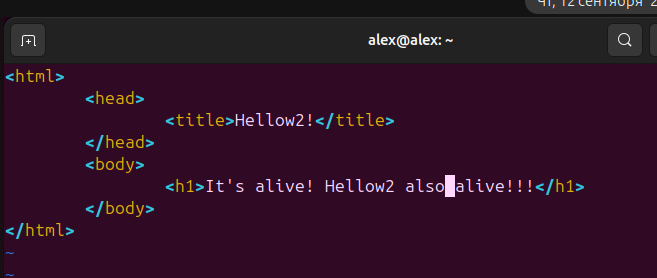 Чт, 12 сентября 2
alex@alex: ~
<html>
<head>
<title>Hellow2!</title>
</head>
<body>
<h1>It's alive! Hellow2 also alive!!!</h1>
</body>
</html>
~
~